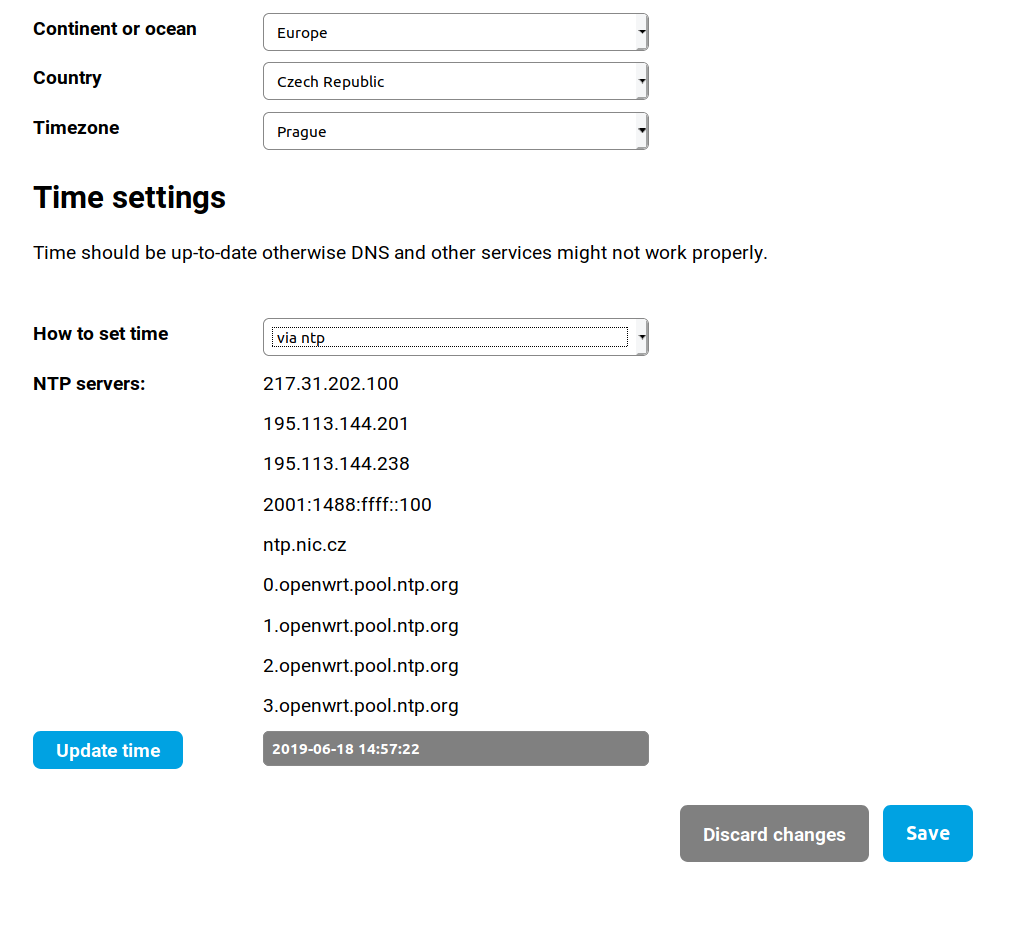 Continent or ocean Europe
Country Czech Republic
Timezone Prague
Time settings
Time should be up-to-date otherwise DNS and other services might not work properly.
How to set time via ntp
NTP servers: 217.31.202.100
195.113.144.201
195.113.144.238
2001:1488:ffff::100
ntp.nic.cz
0.openwrt.pool.ntp.org
1.openwrt.pool.ntp.org
2.openwrt.pool.ntp.org
3.openwrt.pool.ntp.org
Update time 2019-06-18 14:57:22
Discard changes Save